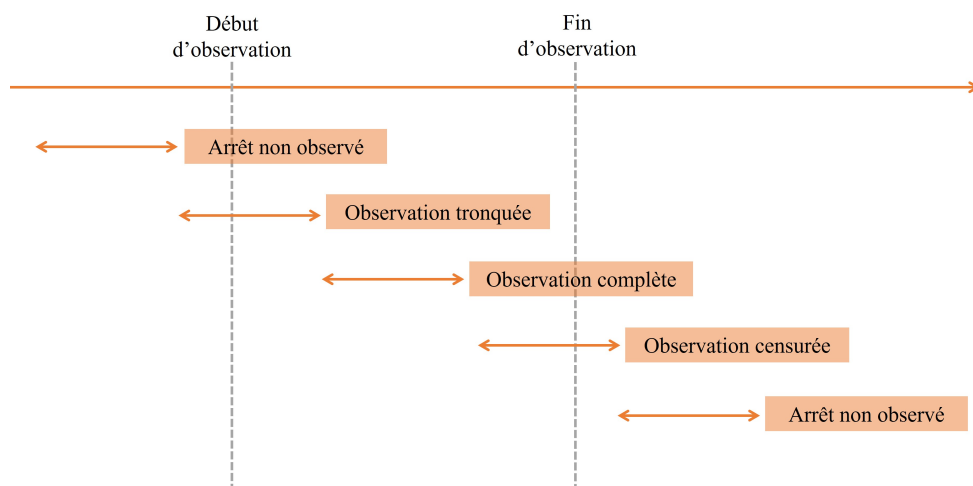 Début
d’observation
Fin
d’observation
Arrêt non observé
Observation tronquée
Observation complète
Observation censurée
Arrêt non observé